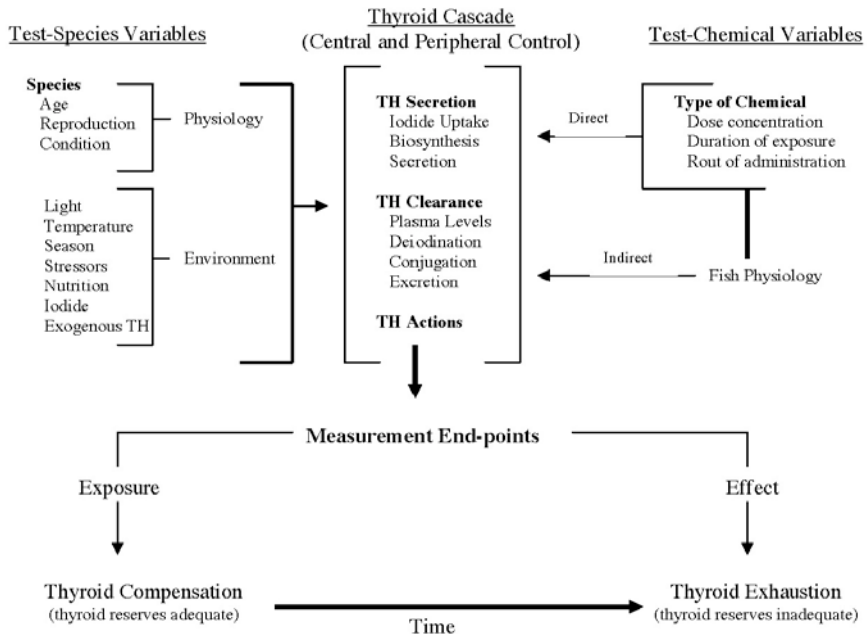 Test-Species Variables
Thyroid Cascade
(Central and Peripheral Control)
Test-Chemical Variables
Species
Age
Reproduction
Condition
Physiology
Light
Temperature
Season
Stressors
Nutrition
Iodide
Exogenous TH
Environment
TH Secretion
Iodide Uptake
Biosynthesis
Secretion
TH Clearance
Plasma Levels
Deiodination
Conjugation
Excretion
TH Actions
Direct
Type of Chemical
Dose concentration
Duration of exposure
Rout of administration
Indirect
Fish Physiology
Measurement End-points
Exposure
Effect
Thyroid Compensation
(thyroid reserves adequate)
Time
Thyroid Exhaustion
(thyroid reserves inadequate)